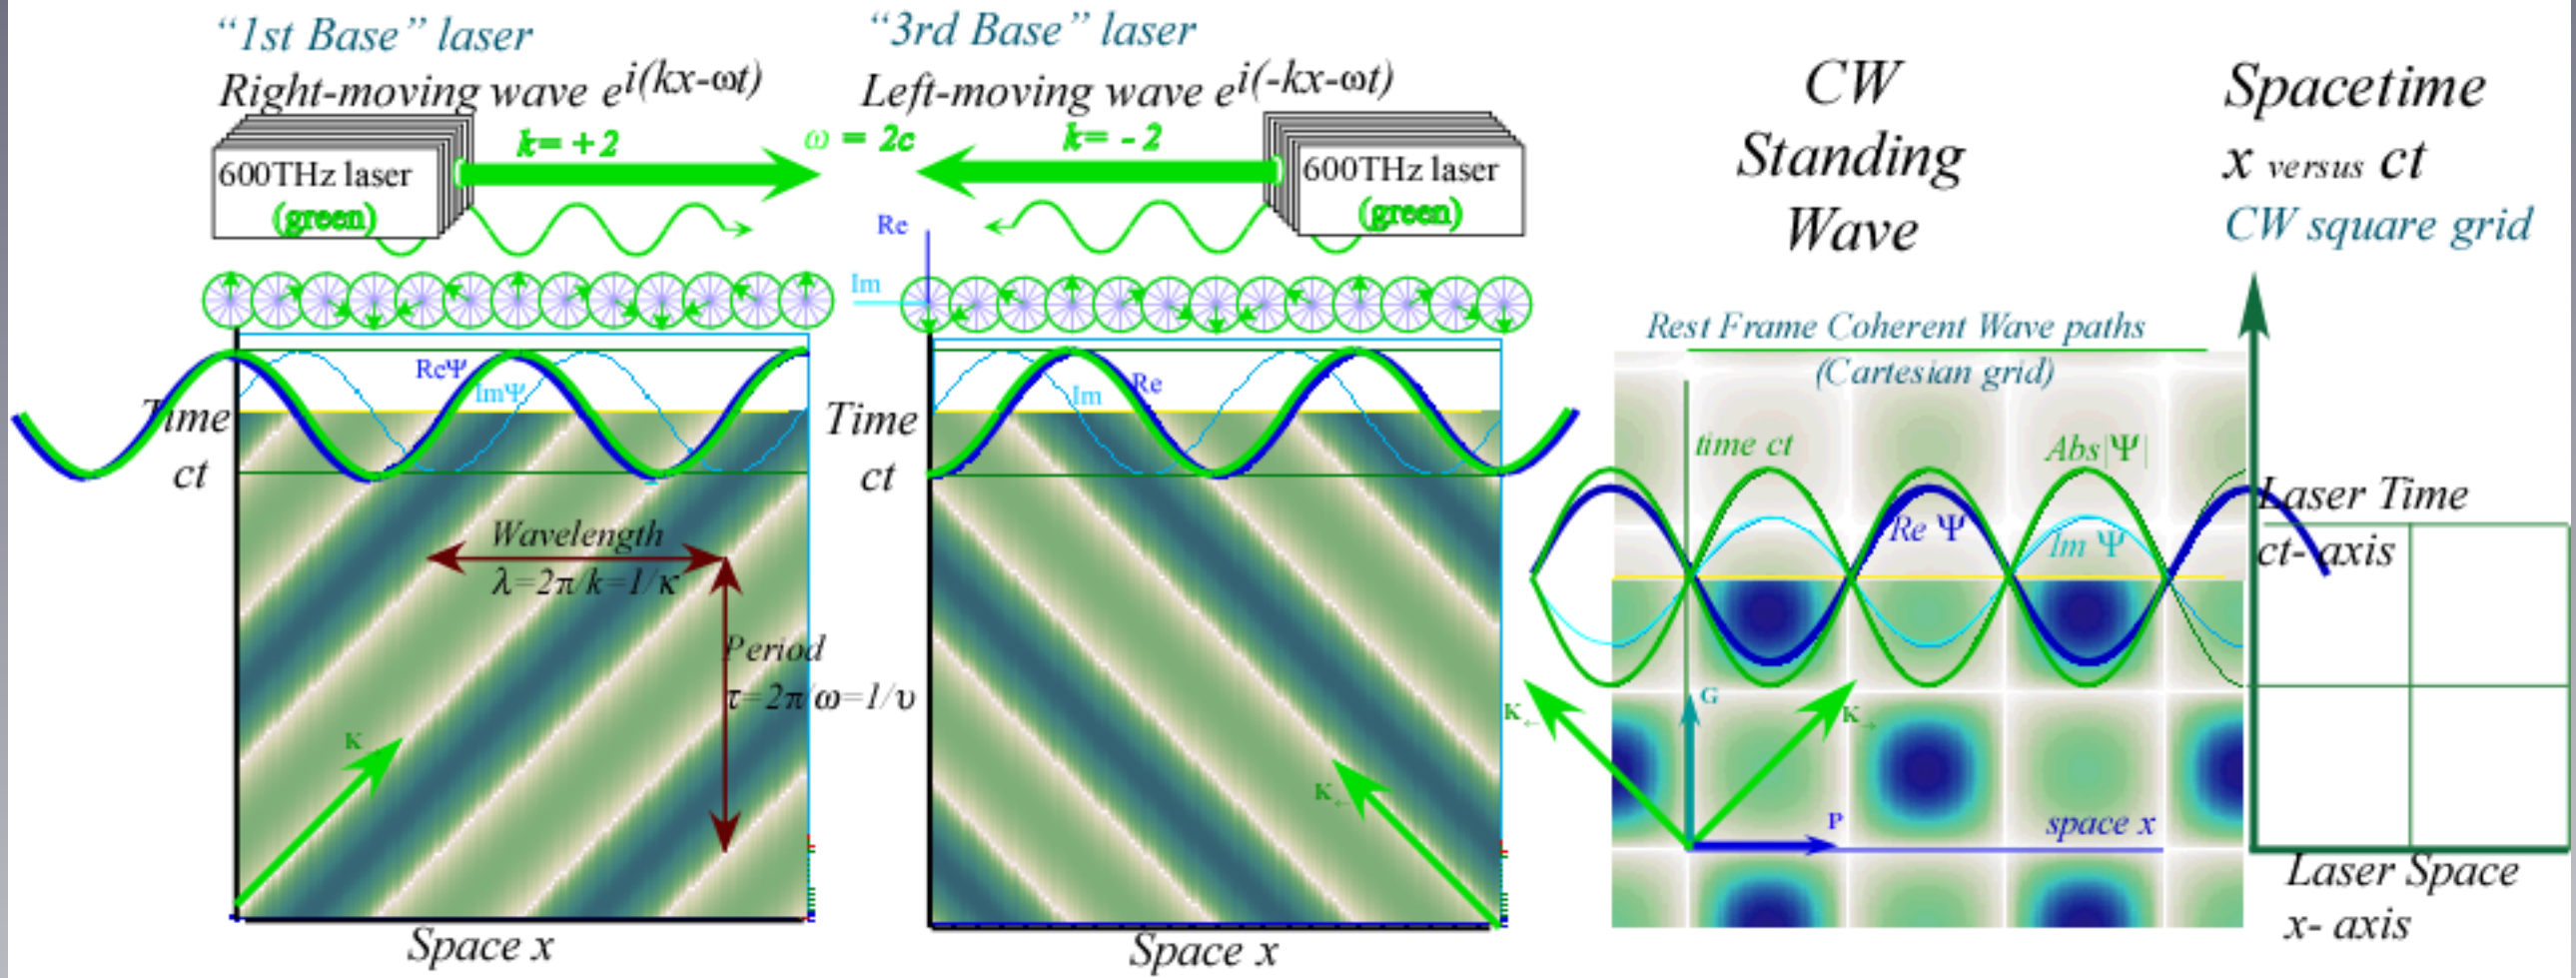 “1st Base” laser
Right-moving wave e^i(kx-ωt)
600THz laser
(green)
k= +2
ω = 2c
“3rd Base” laser
Left-moving wave e^i(-kx-ωt)
k= - 2
600THz laser
(green)
Re
Im
ReΨ
ImΨ
Time
ct
Wavelength
λ=2π/k=1/κ
Period
τ=2π/ω=1/υ
K
Space x
Time
ct
Im
Re
K←
Space x
CW
Standing
Wave
Rest Frame Coherent Wave paths
(Cartesian grid)
time ct
Abs|Ψ|
Re Ψ
Im Ψ
K←
G
K→
P
space x
Spacetime
x versus ct
CW square grid
Laser Time
ct- axis
Laser Space
x- axis